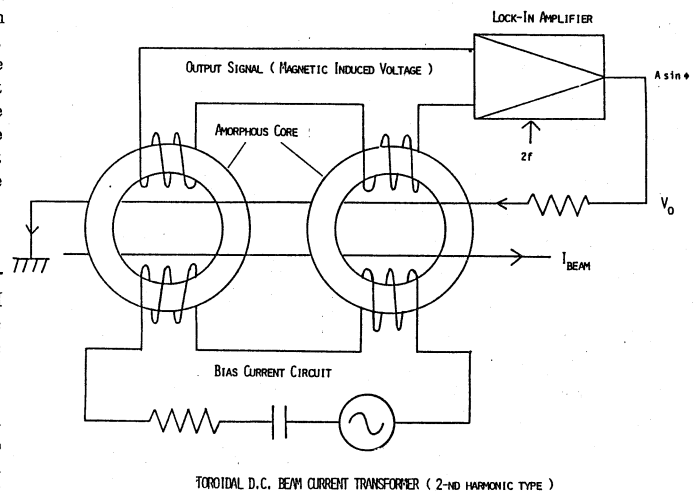 LOCK-IN AMPLIFIER
OUTPUT SIGNAL ( MAGNETIC INDUCED VOLTAGE )
A sin φ
AMORPHOUS CORE
2f
V₀
I_BEAM
BIAS CURRENT CIRCUIT
TOROIDAL D.C. BEAM CURRENT TRANSFORMER ( 2-ND HARMONIC TYPE )